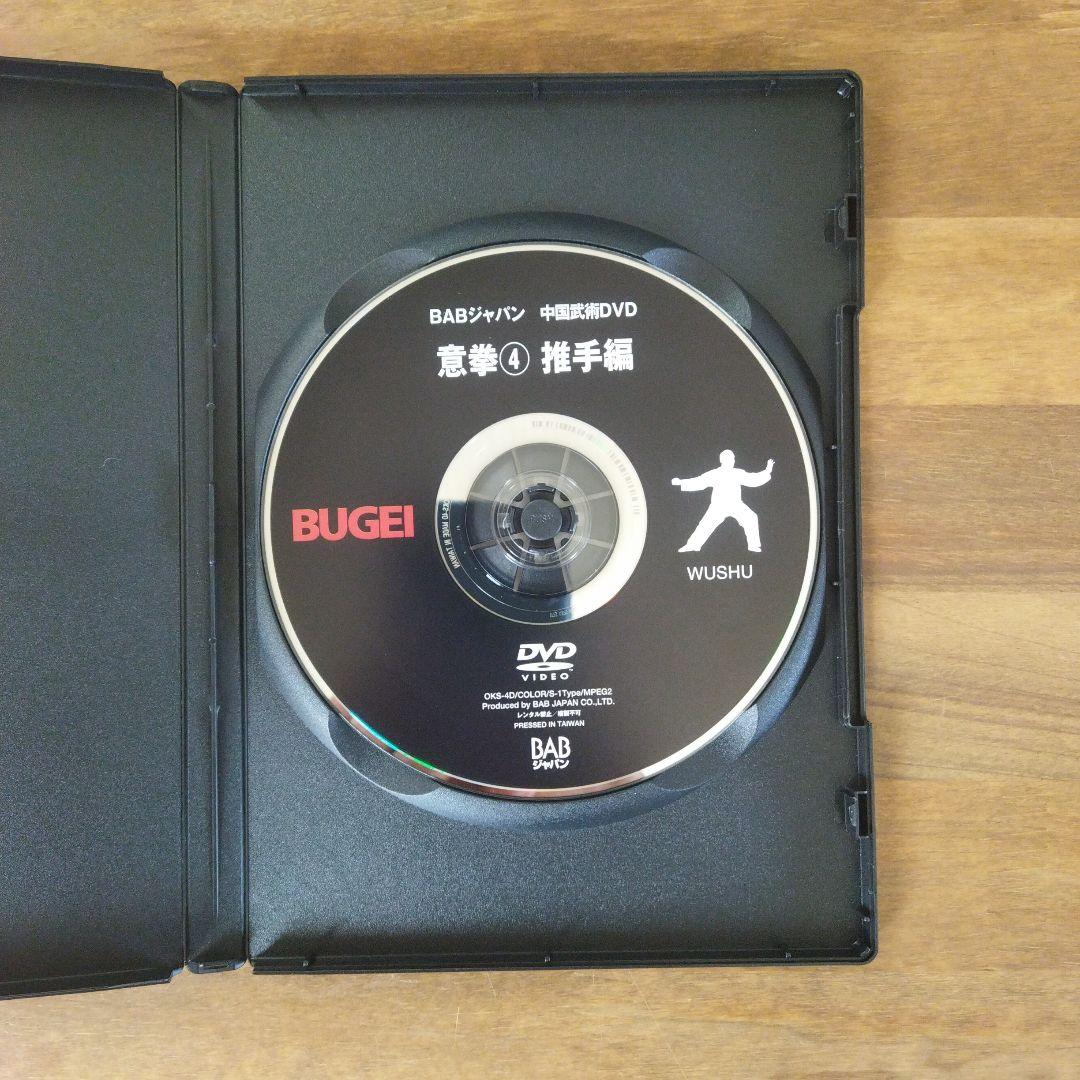 BABジャパン 中国武術DVD
意拳④ 推手編
BUGEI
WUSHU
DVD
VIDEO
OKS-4D/COLOR/S-1Type/MPEG2
Produced by BAB JAPAN CO.,LTD.
レンタル禁止/複製不可
PRESSED IN TAIWAN
BAB
ジャパン